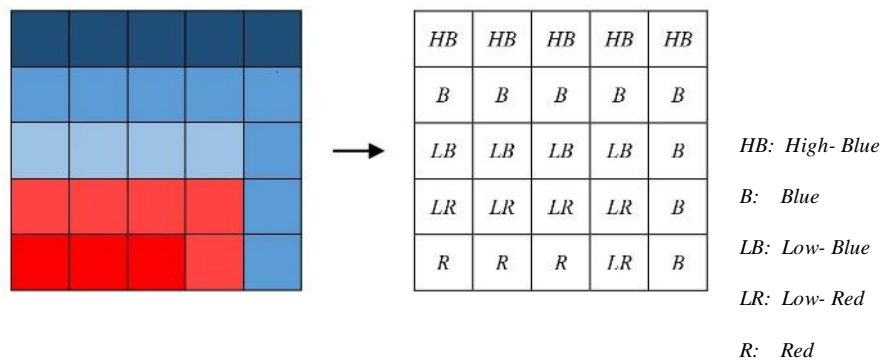 HB HB HB HB HB
B B B B B
LB LB LB LB B
LR LR LR LR B
R R R LR B
HB: High- Blue
B: Blue
LB: Low- Blue
LR: Low- Red
R: Red